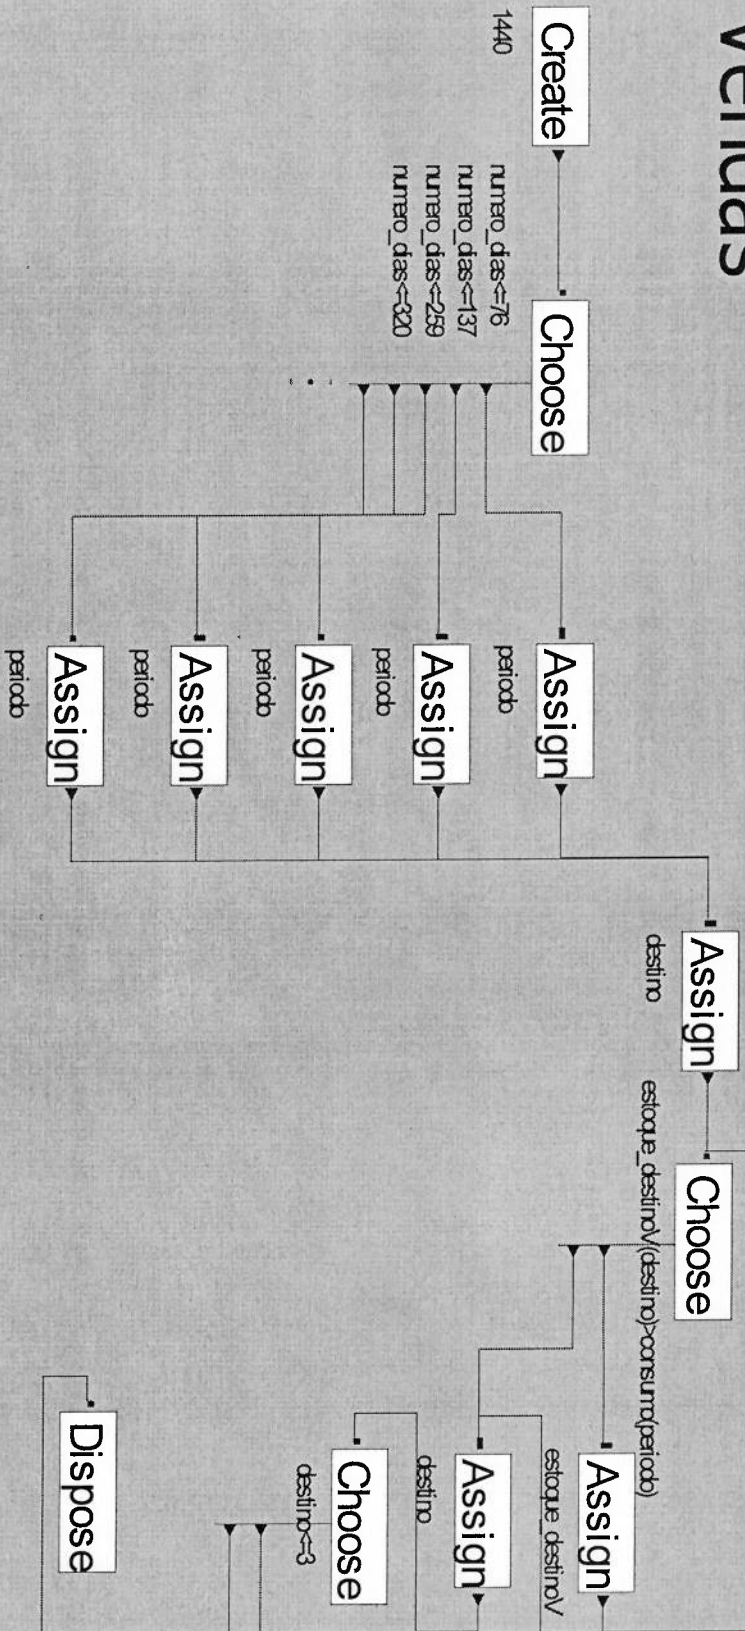 Vendas
Create
1440
Choose
numero_dias<=76
numero_dias<=137
numero_dias<=259
numero_dias<=320
Assign
periodo
Assign
periodo
Assign
periodo
Assign
periodo
Assign
periodo
Assign
destino
Choose
estoque_destinoV(destino)>consumo(periodo)
Assign
estoque_destinoV
Assign
destino
Choose
destino<=3
Dispose